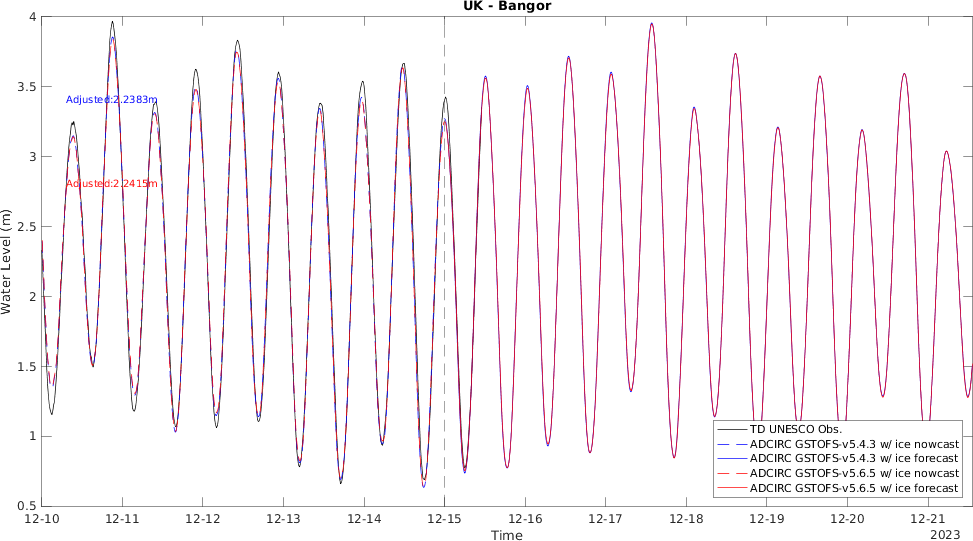 UK - Bangor
4
3.5
3
2.5
2
1.5
1
0.5
Water Level (m)
Adjusted:2.2383m
Adjusted:2.2415m
TD UNESCO Obs.
ADCIRC GSTOFS-v5.4.3 w/ ice nowcast
ADCIRC GSTOFS-v5.4.3 w/ ice forecast
ADCIRC GSTOFS-v5.6.5 w/ ice nowcast
ADCIRC GSTOFS-v5.6.5 w/ ice forecast
12-10 12-11 12-12 12-13 12-14 12-15 12-16 12-17 12-18 12-19 12-20 12-21
2023
Time